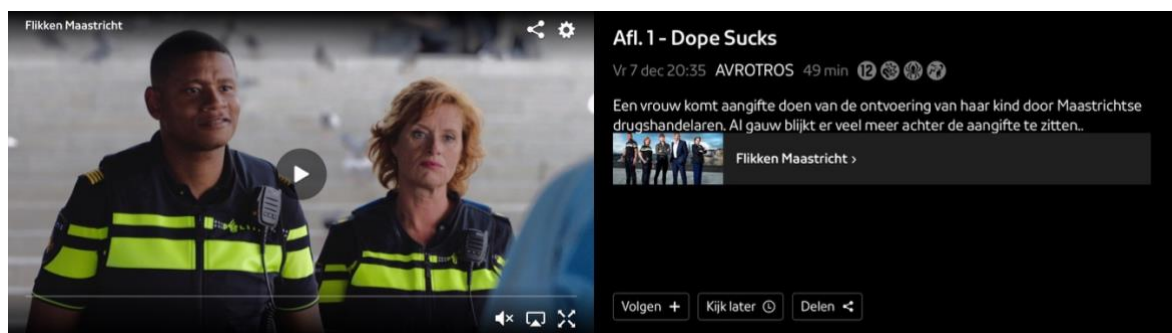 Flikken Maastricht
Afl. 1 - Dope Sucks
Vr 7 dec 20:35 AVROTROS 49 min 12
Een vrouw komt aangifte doen van de ontvoering van haar kind door Maastrichtse
drugshandelaren. Al gauw blijkt er veel meer achter de aangifte te zitten..
Flikken Maastricht >
Volgen + Kijk later Delen